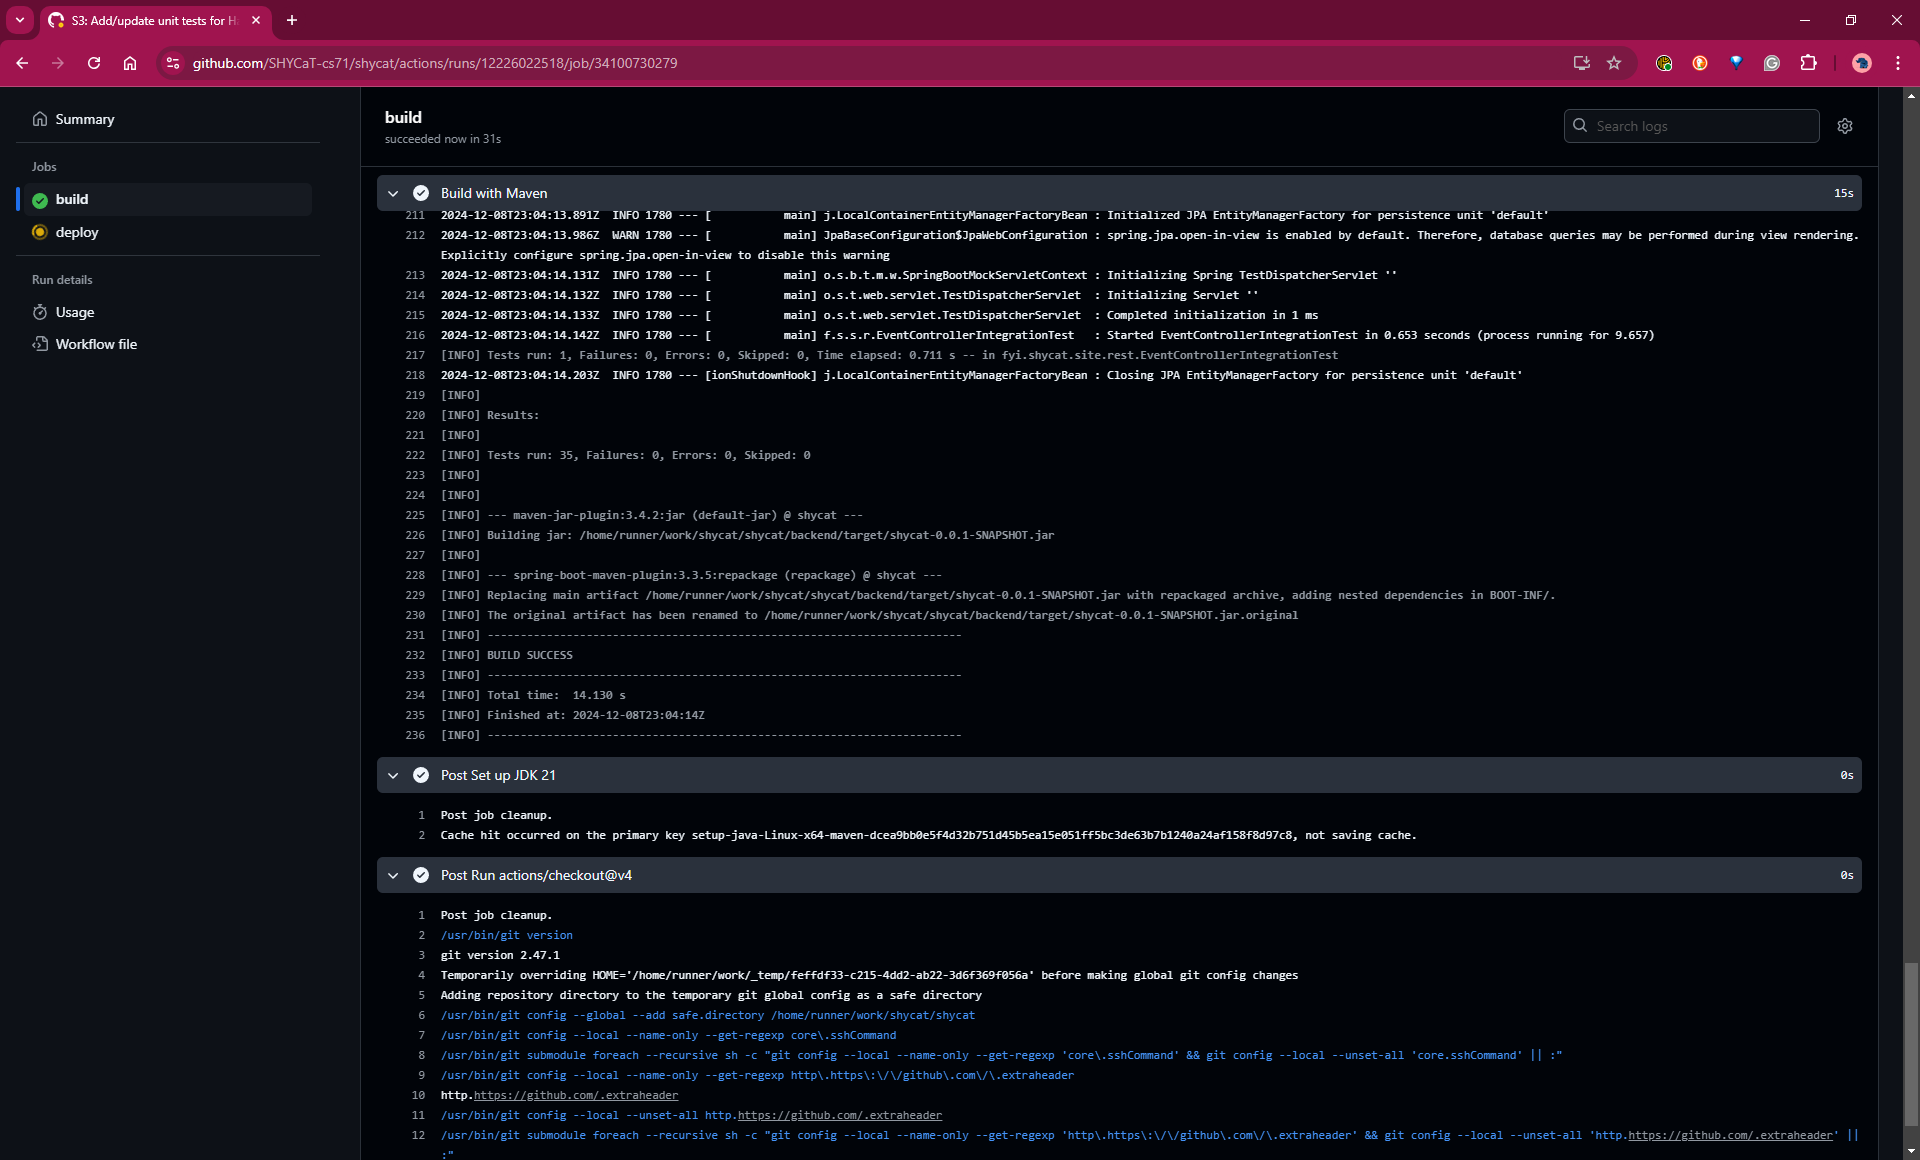 S3: Add/update unit tests for H
github.com/SHYCaT-cs71/shycat/actions/runs/12226022518/job/34100730279
Summary
Jobs
build
deploy
Run details
Usage
Workflow file
build
succeeded now in 31s
Search logs
Build with Maven 15s
211 2024-12-08T23:04:13.891Z  INFO 1780 --- [           main] j.LocalContainerEntityManagerFactoryBean : Initialized JPA EntityManagerFactory for persistence unit 'default'
212 2024-12-08T23:04:13.986Z  WARN 1780 --- [           main] JpaBaseConfiguration$JpaWebConfiguration : spring.jpa.open-in-view is enabled by default. Therefore, database queries may be performed during view rendering.
Explicitly configure spring.jpa.open-in-view to disable this warning
213 2024-12-08T23:04:14.131Z  INFO 1780 --- [           main] o.s.b.t.m.w.SpringBootMockServletContext : Initializing Spring TestDispatcherServlet ''
214 2024-12-08T23:04:14.132Z  INFO 1780 --- [           main] o.s.t.web.servlet.TestDispatcherServlet  : Initializing Servlet ''
215 2024-12-08T23:04:14.133Z  INFO 1780 --- [           main] o.s.t.web.servlet.TestDispatcherServlet  : Completed initialization in 1 ms
216 2024-12-08T23:04:14.142Z  INFO 1780 --- [           main] f.s.s.r.EventControllerIntegrationTest   : Started EventControllerIntegrationTest in 0.653 seconds (process running for 9.657)
217 [INFO] Tests run: 1, Failures: 0, Errors: 0, Skipped: 0, Time elapsed: 0.711 s -- in fyi.shycat.site.rest.EventControllerIntegrationTest
218 2024-12-08T23:04:14.203Z  INFO 1780 --- [ionShutdownHook] j.LocalContainerEntityManagerFactoryBean : Closing JPA EntityManagerFactory for persistence unit 'default'
219 [INFO]
220 [INFO] Results:
221 [INFO]
222 [INFO] Tests run: 35, Failures: 0, Errors: 0, Skipped: 0
223 [INFO]
224 [INFO]
225 [INFO] --- maven-jar-plugin:3.4.2:jar (default-jar) @ shycat ---
226 [INFO] Building jar: /home/runner/work/shycat/shycat/backend/target/shycat-0.0.1-SNAPSHOT.jar
227 [INFO]
228 [INFO] --- spring-boot-maven-plugin:3.3.5:repackage (repackage) @ shycat ---
229 [INFO] Replacing main artifact /home/runner/work/shycat/shycat/backend/target/shycat-0.0.1-SNAPSHOT.jar with repackaged archive, adding nested dependencies in BOOT-INF/.
230 [INFO] The original artifact has been renamed to /home/runner/work/shycat/shycat/backend/target/shycat-0.0.1-SNAPSHOT.jar.original
231 [INFO] ------------------------------------------------------------------------
232 [INFO] BUILD SUCCESS
233 [INFO] ------------------------------------------------------------------------
234 [INFO] Total time:  14.130 s
235 [INFO] Finished at: 2024-12-08T23:04:14Z
236 [INFO] ------------------------------------------------------------------------
Post Set up JDK 21 0s
1 Post job cleanup.
2 Cache hit occurred on the primary key setup-java-Linux-x64-maven-dcea9bb0e5f4d32b751d45b5ea15e051ff5bc3de63b7b1240a24af158f8d97c8, not saving cache.
Post Run actions/checkout@v4 0s
1 Post job cleanup.
2 /usr/bin/git version
3 git version 2.47.1
4 Temporarily overriding HOME='/home/runner/work/_temp/feffdf33-c215-4dd2-ab22-3d6f369f056a' before making global git config changes
5 Adding repository directory to the temporary git global config as a safe directory
6 /usr/bin/git config --global --add safe.directory /home/runner/work/shycat/shycat
7 /usr/bin/git config --local --name-only --get-regexp core\.sshCommand
8 /usr/bin/git submodule foreach --recursive sh -c "git config --local --name-only --get-regexp 'core\.sshCommand' && git config --local --unset-all 'core.sshCommand' || :"
9 /usr/bin/git config --local --name-only --get-regexp http\.https\:\/\/github\.com\/\.extraheader
10 http.https://github.com/.extraheader
11 /usr/bin/git config --local --unset-all http.https://github.com/.extraheader
12 /usr/bin/git submodule foreach --recursive sh -c "git config --local --name-only --get-regexp 'http\.https\:\/\/github\.com\/\.extraheader' && git config --local --unset-all 'http.https://github.com/.extraheader' ||
:"